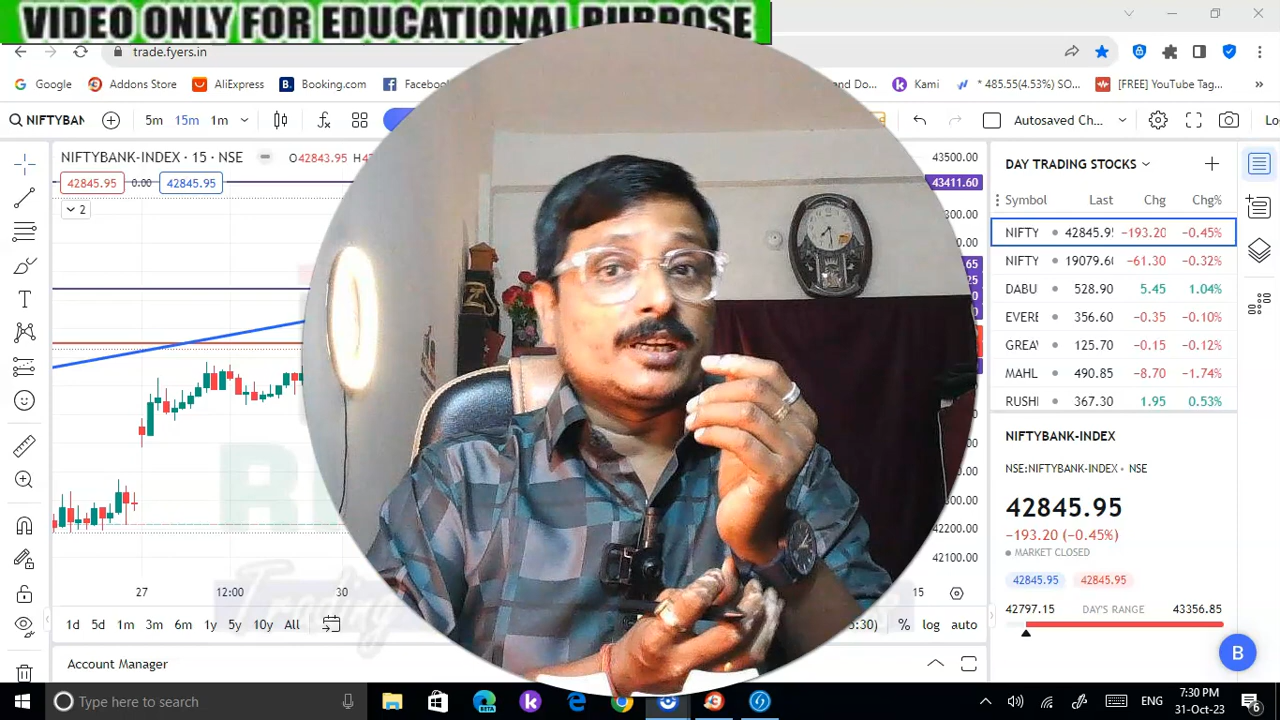 VIDEO ONLY FOR EDUCATIONAL PURPOSE
trade.fyers.in
Google
Addons Store
AliExpress
Booking.com
Facebook
and Do...
Kami
* 485.55(4.53%) SO...
[FREE] YouTube Tag...
»
NIFTYBAN
5m
15m
1m
Autosaved Ch...
NIFTYBANK-INDEX · 15 · NSE
O42843.95
42845.95
0.00
42845.95
2
43500.00
43411.60
42200.00
42100.00
27
12:00
30
15
1d
5d
1m
3m
6m
1y
5y
10y
All
%
log
auto
Account Manager
DAY TRADING STOCKS
Symbol Last Chg Chg%
NIFTY 42845.9 −193.20 −0.45%
NIFTY 19079.60 −61.30 −0.32%
DABU 528.90 5.45 1.04%
EVERE 356.60 −0.35 −0.10%
GREA 125.70 −0.15 −0.12%
MAHL 490.85 −8.70 −1.74%
RUSHI 367.30 1.95 0.53%
NIFTYBANK-INDEX
NSE:NIFTYBANK-INDEX • NSE
42845.95
−193.20 (−0.45%)
MARKET CLOSED
42845.95
42845.95
42797.15 DAY'S RANGE 43356.85
B
Type here to search
BETA
ENG
7:30 PM
31-Oct-23
6